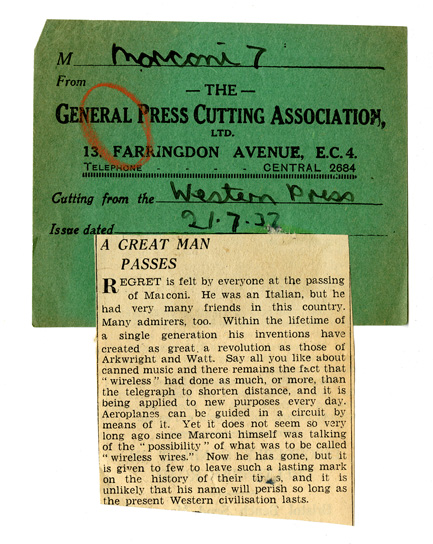 M Marconi 7
From
— THE —
GENERAL PRESS CUTTING ASSOCIATION,
LTD.
13, FARRINGDON AVENUE, E.C. 4.
TELEPHONE - - - CENTRAL 2684
Cutting from the Western Press
Issue dated 21.7.37
A GREAT MAN
PASSES
REGRET is felt by everyone at the passing
of Marconi. He was an Italian, but he
had very many friends in this country.
Many admirers, too. Within the lifetime of
a single generation his inventions have
created as great a revolution as those of
Arkwright and Watt. Say all you like about
canned music and there remains the fact that
"wireless" had done as much, or more, than
the telegraph to shorten distance, and it is
being applied to new purposes every day.
Aeroplanes can be guided in a circuit by
means of it. Yet it does not seem so very
long ago since Marconi himself was talking
of the "possibility" of what was to be called
"wireless wires." Now he has gone, but it
is given to few to leave such a lasting mark
on the history of their times, and it is
unlikely that his name will perish so long as
the present Western civilisation lasts.